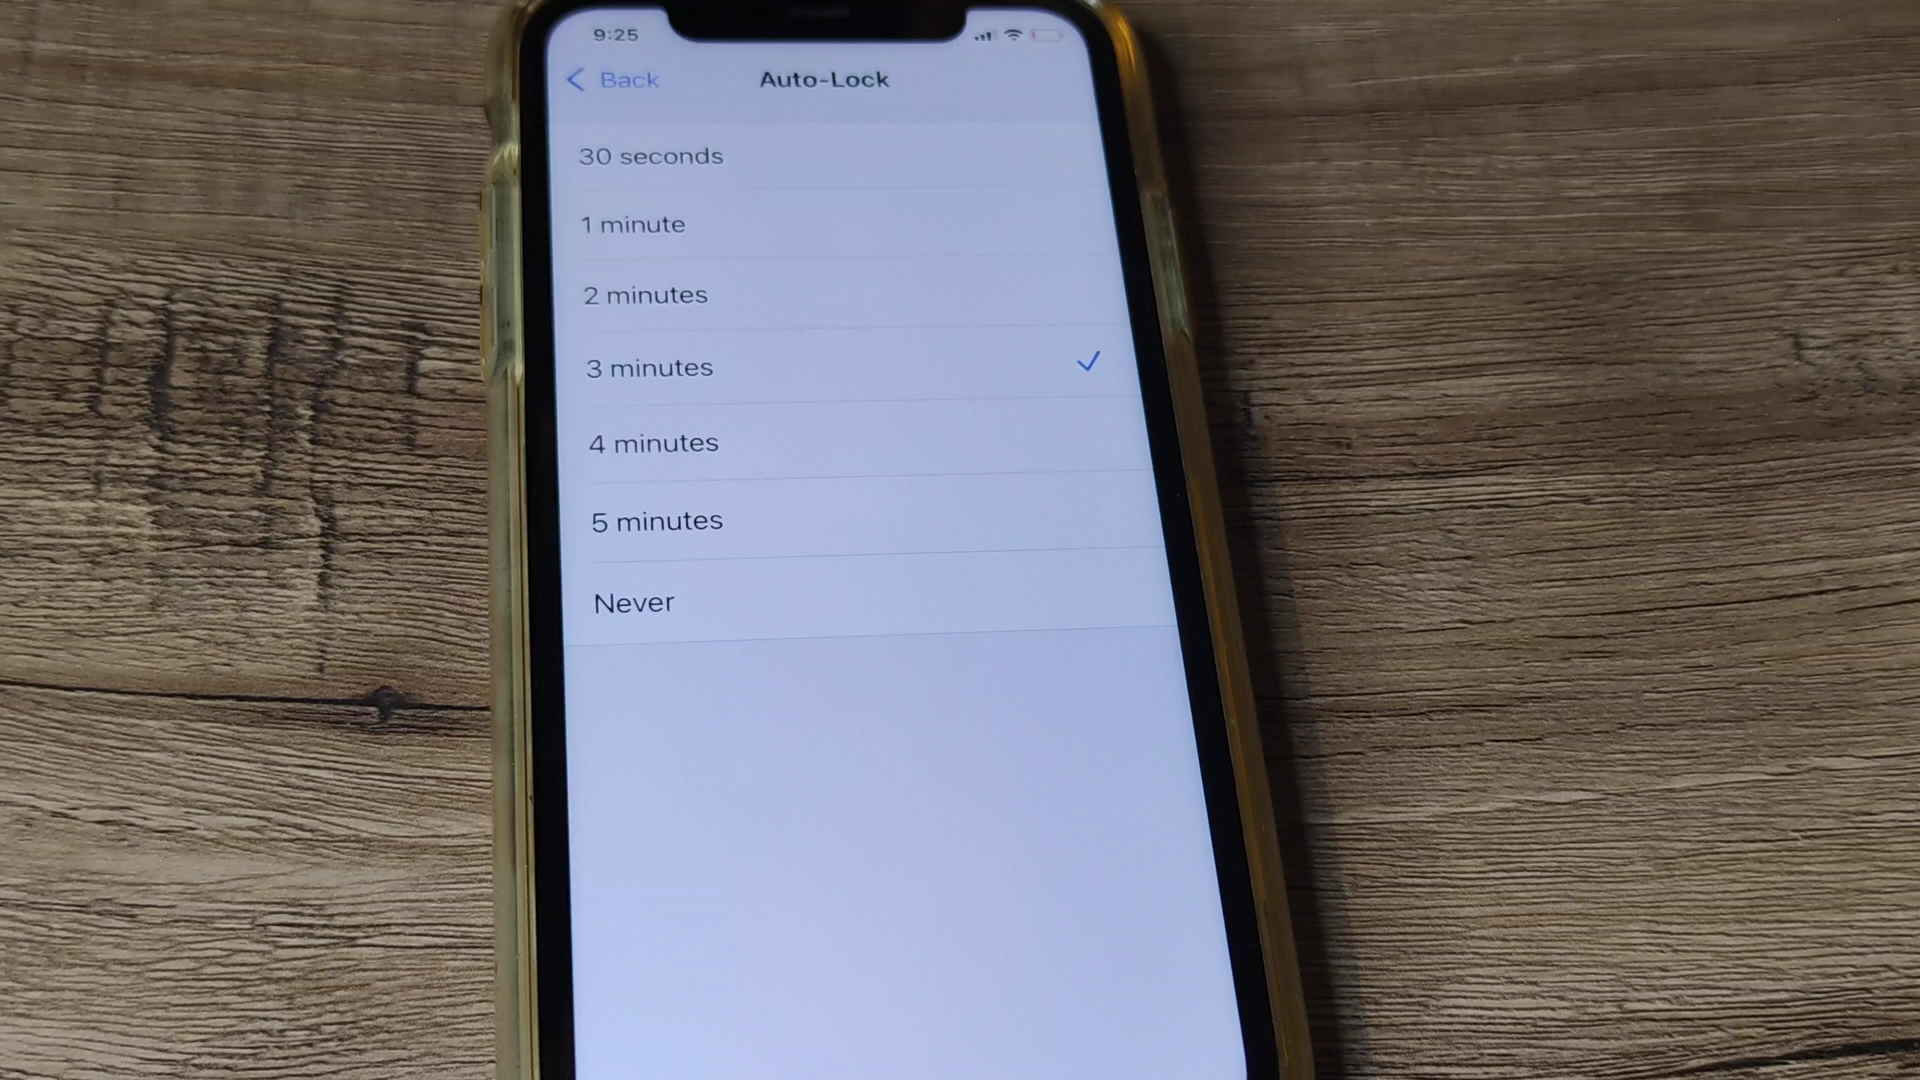 9:25
Back
Auto-Lock
30 seconds
1 minute
2 minutes
3 minutes
4 minutes
5 minutes
Never